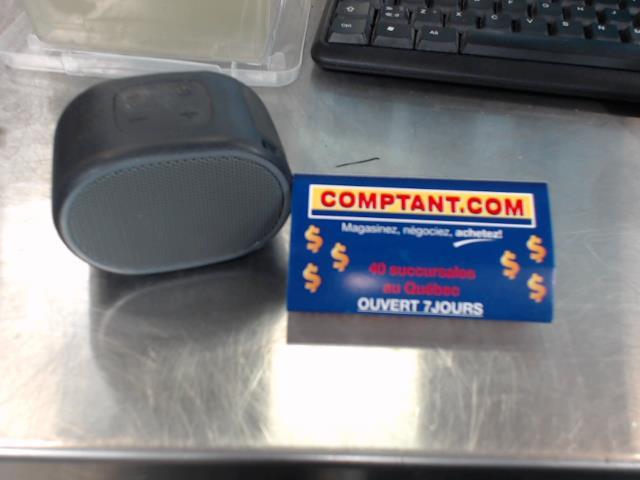 COMPTANT.COM
Magasinez, négociez, achetez!
$ $
$ $
$ $
40 succursales
au Québec
OUVERT 7JOURS